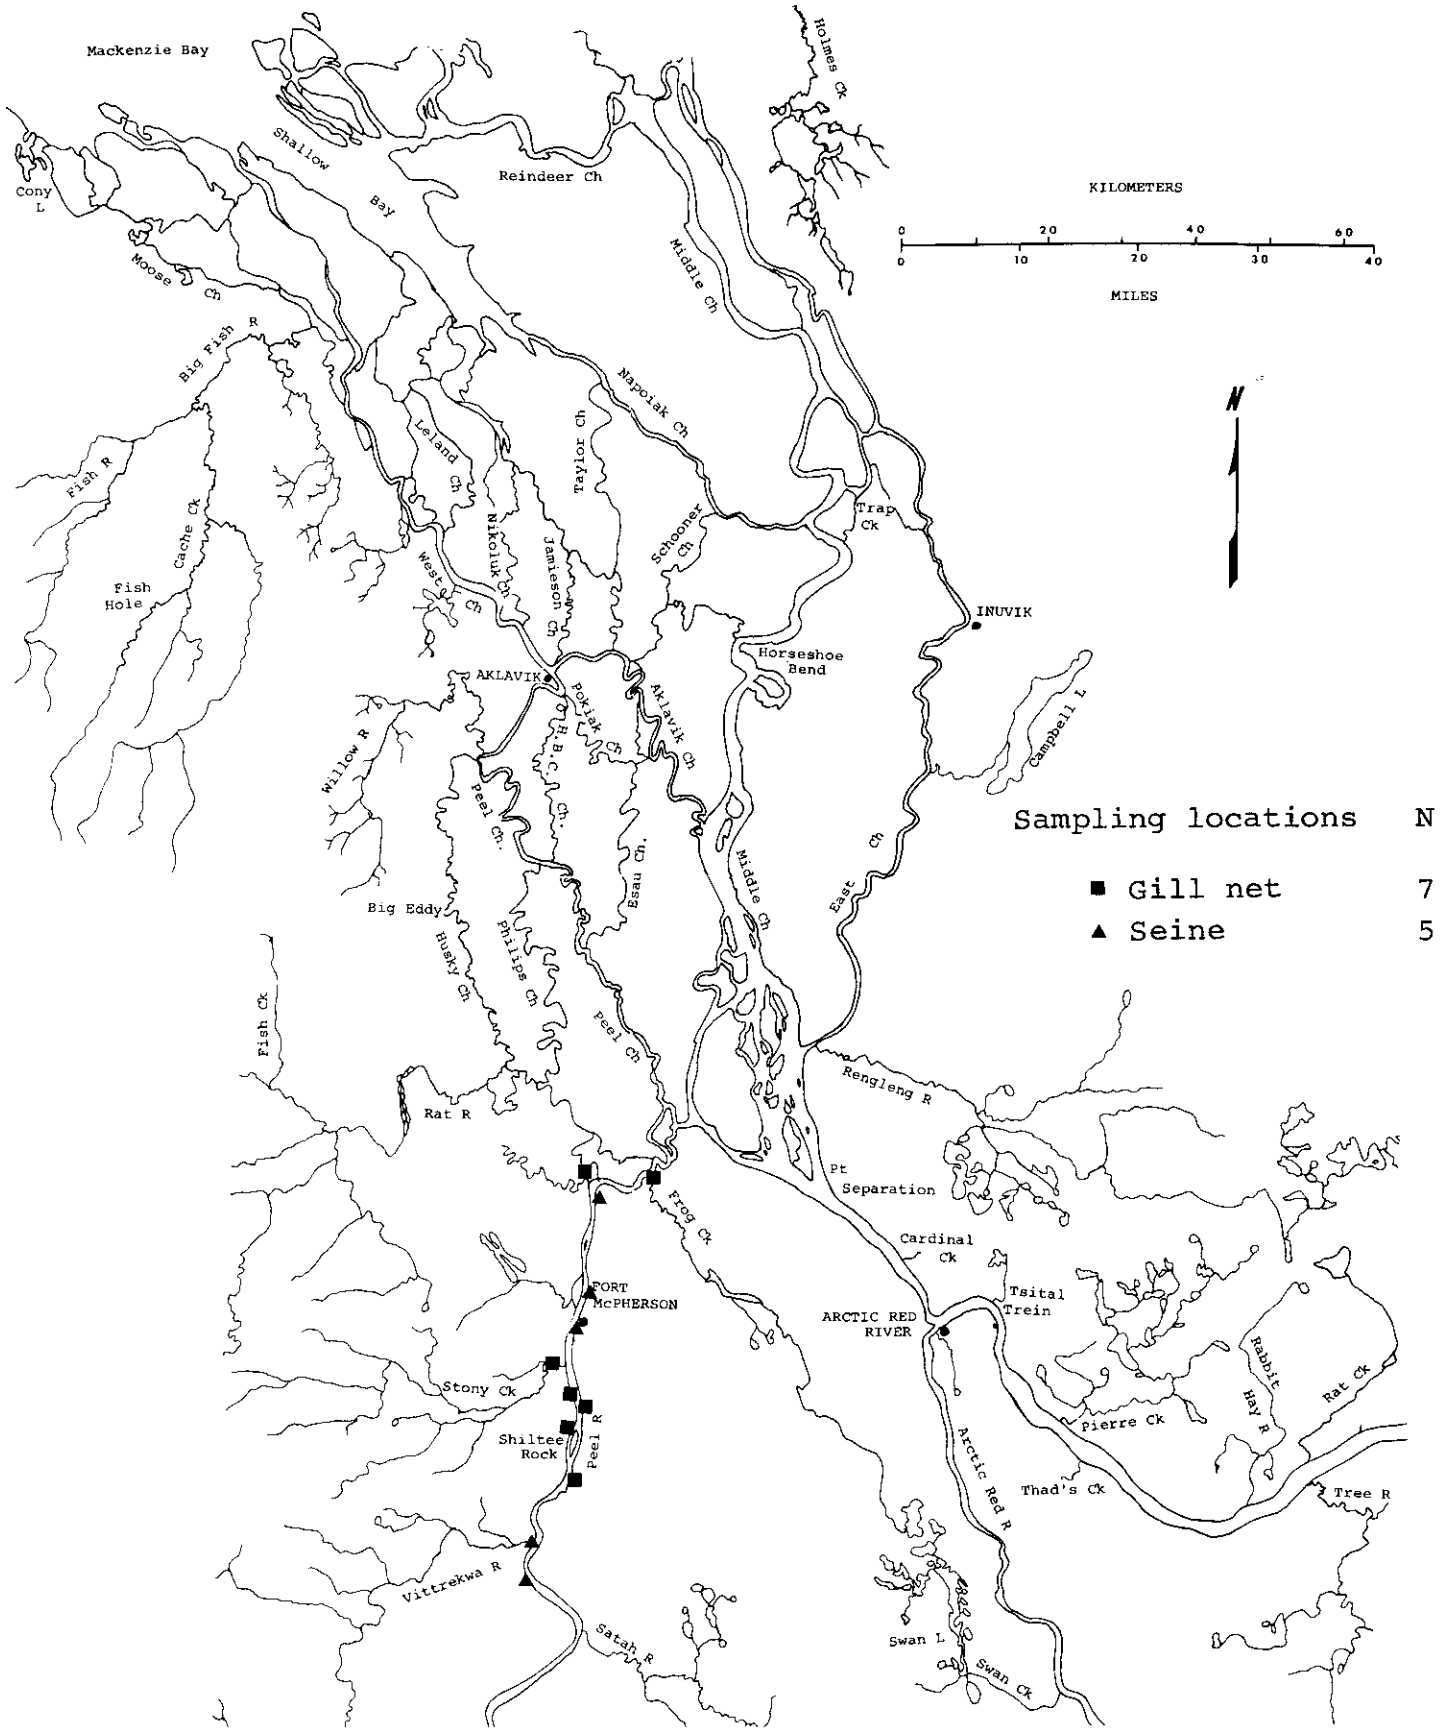 Mackenzie Bay
Holmes Ck
Shallow
Bay
Reindeer Ch
Cony
L
KILOMETERS
0 20 40 60
0 10 20 30 40
MILES
Moose Ch
Middle Ch
Big Fish R
N
Napoiak Ch
Taylor Ch
Leland
Ch
Fish R
Cache Ck
Nikoluk Ch
Schooner
Ch
Trap
Ck
Jamieson Ch
West Ch
Fish
Hole
INUVIK
Horseshoe
Bend
AKLAVIK
Pokiak Ch
Aklavik Ch
H.B.C. Ch.
Campbell L
Willow R
Peel Ch.
Sampling locations N
Gill net 7
Seine 5
Middle Ch
East Ch
Esau Ch.
Big Eddy
Husky Ch
Philips Ch
Fish Ck
Peel Ch
Rengleng R
Rat R
Pt
Separation
Frog Ck
Cardinal
Ck
FORT
McPHERSON
Tsital
Trein
ARCTIC RED
RIVER
Rabbit
Hay R
Rat Ck
Stony Ck
Pierre Ck
Shiltee
Rock
Peel R
Arctic Red R
Thad's Ck
Tree R
Vittrekwa R
Satah R
Swan L
Swan Ck